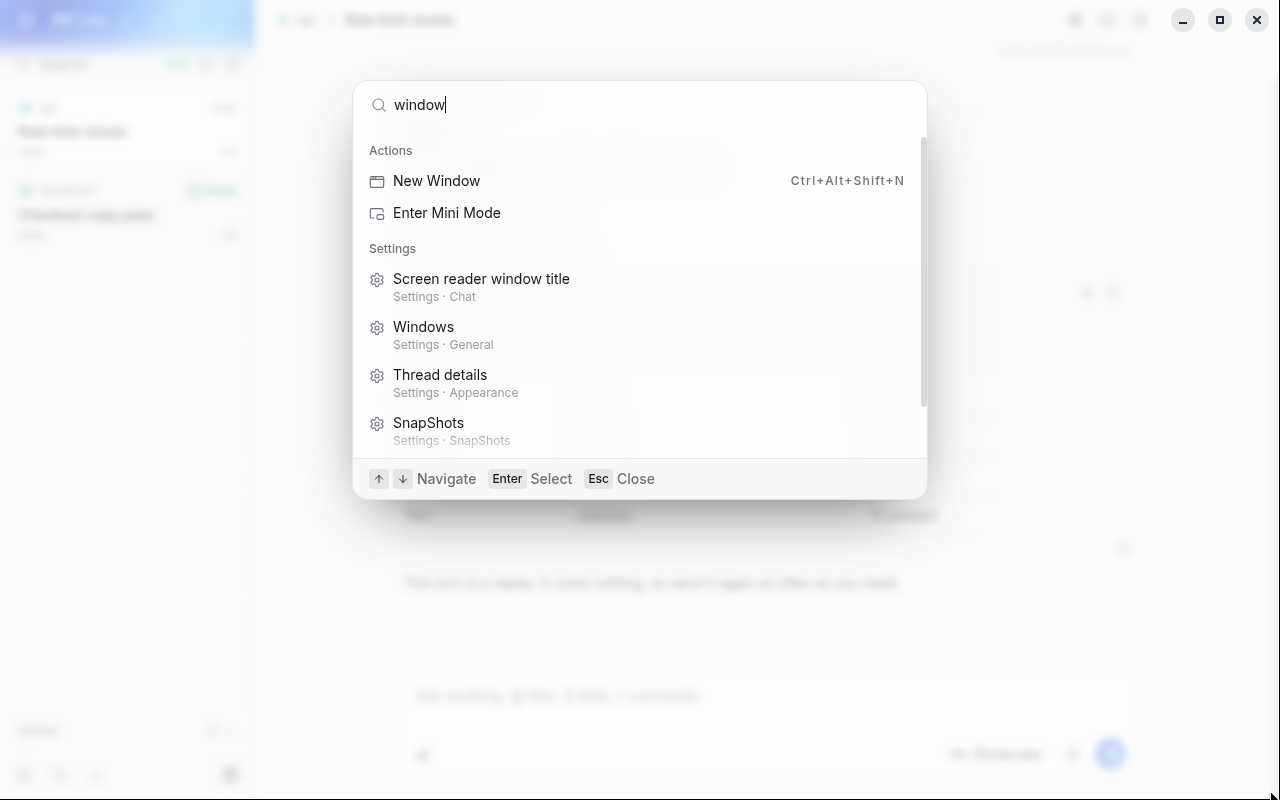 window
Actions
New Window Ctrl+Alt+Shift+N
Enter Mini Mode
Settings
Screen reader window title
Settings · Chat
Windows
Settings · General
Thread details
Settings · Appearance
SnapShots
Settings · SnapShots
↑ ↓ Navigate Enter Select Esc Close